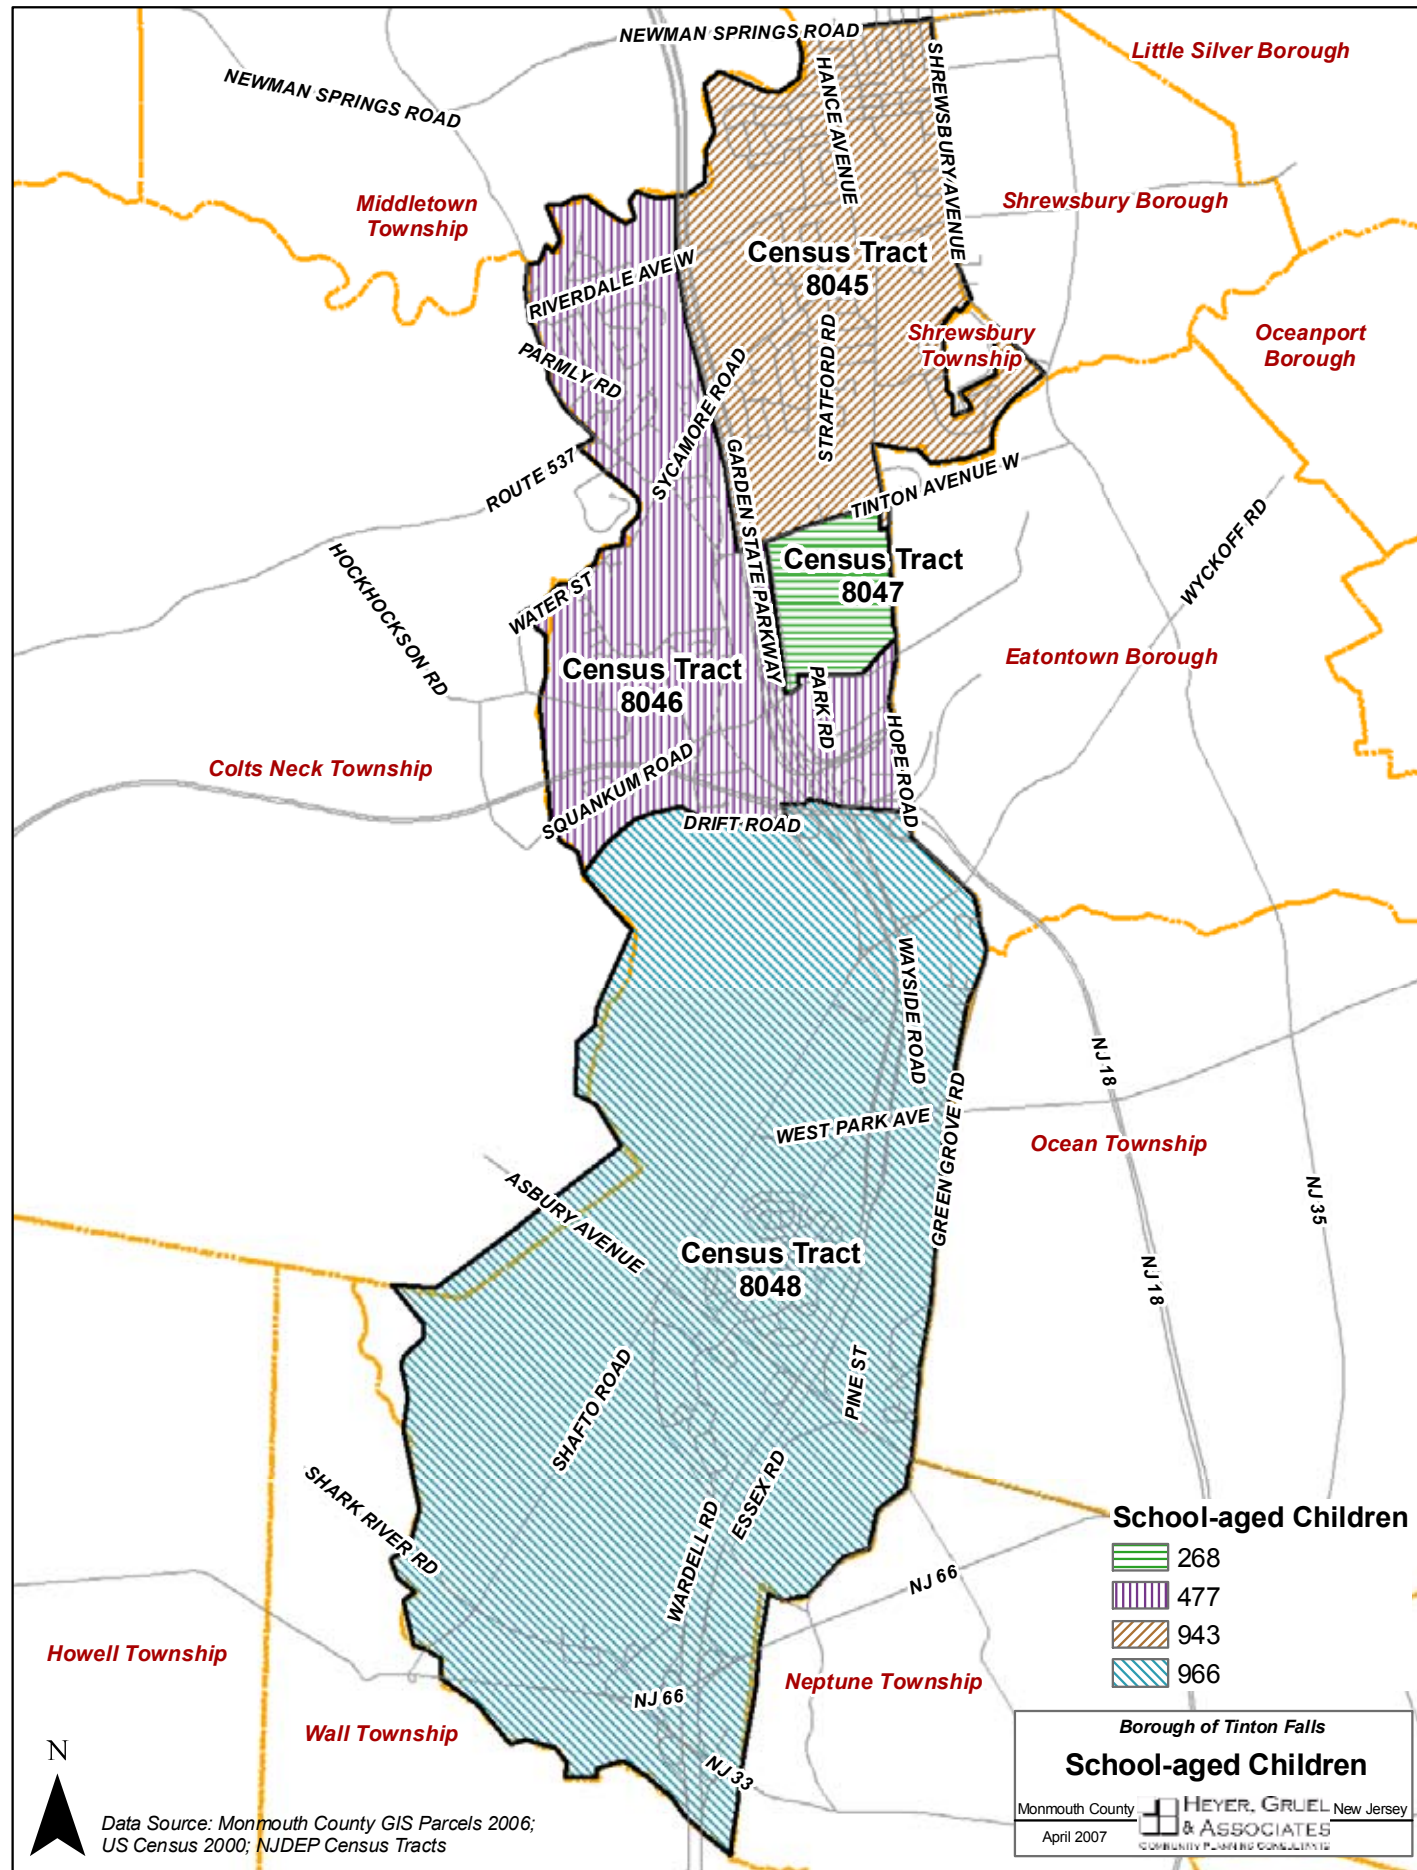 NEWMAN SPRINGS ROAD
NEWMAN SPRINGS ROAD
Little Silver Borough
HANCE AVENUE
SHREWSBURY AVENUE
Middletown
Township
Shrewsbury Borough
Census Tract
8045
RIVERDALE AVE W
PARMLY RD
STRATFORD RD
Shrewsbury
Township
Oceanport
Borough
SYCAMORE ROAD
ROUTE 537
GARDEN STATE PARKWAY
TINTON AVENUE W
HOCKHOCKSON RD
WATER ST
Census Tract
8047
WYCKOFF RD
Census Tract
8046
PARK RD
Eatontown Borough
HOPE ROAD
Colts Neck Township
SQUANKUM ROAD
DRIFT ROAD
WAYSIDE ROAD
NJ 18
GREEN GROVE RD
WEST PARK AVE
Ocean Township
ASBURY AVENUE
NJ 35
Census Tract
8048
NJ 18
SHAFTO ROAD
PINE ST
SHARK RIVER RD
ESSEX RD
WARDELL RD
NJ 66
School-aged Children
268
477
943
966
Howell Township
Neptune Township
NJ 66
Wall Township
NJ 33
N
Data Source: Monmouth County GIS Parcels 2006;
US Census 2000; NJDEP Census Tracts
Borough of Tinton Falls
School-aged Children
Monmouth County
April 2007
HEYER, GRUEL
& ASSOCIATES
COMMUNITY PLANNING CONSULTANTS
New Jersey